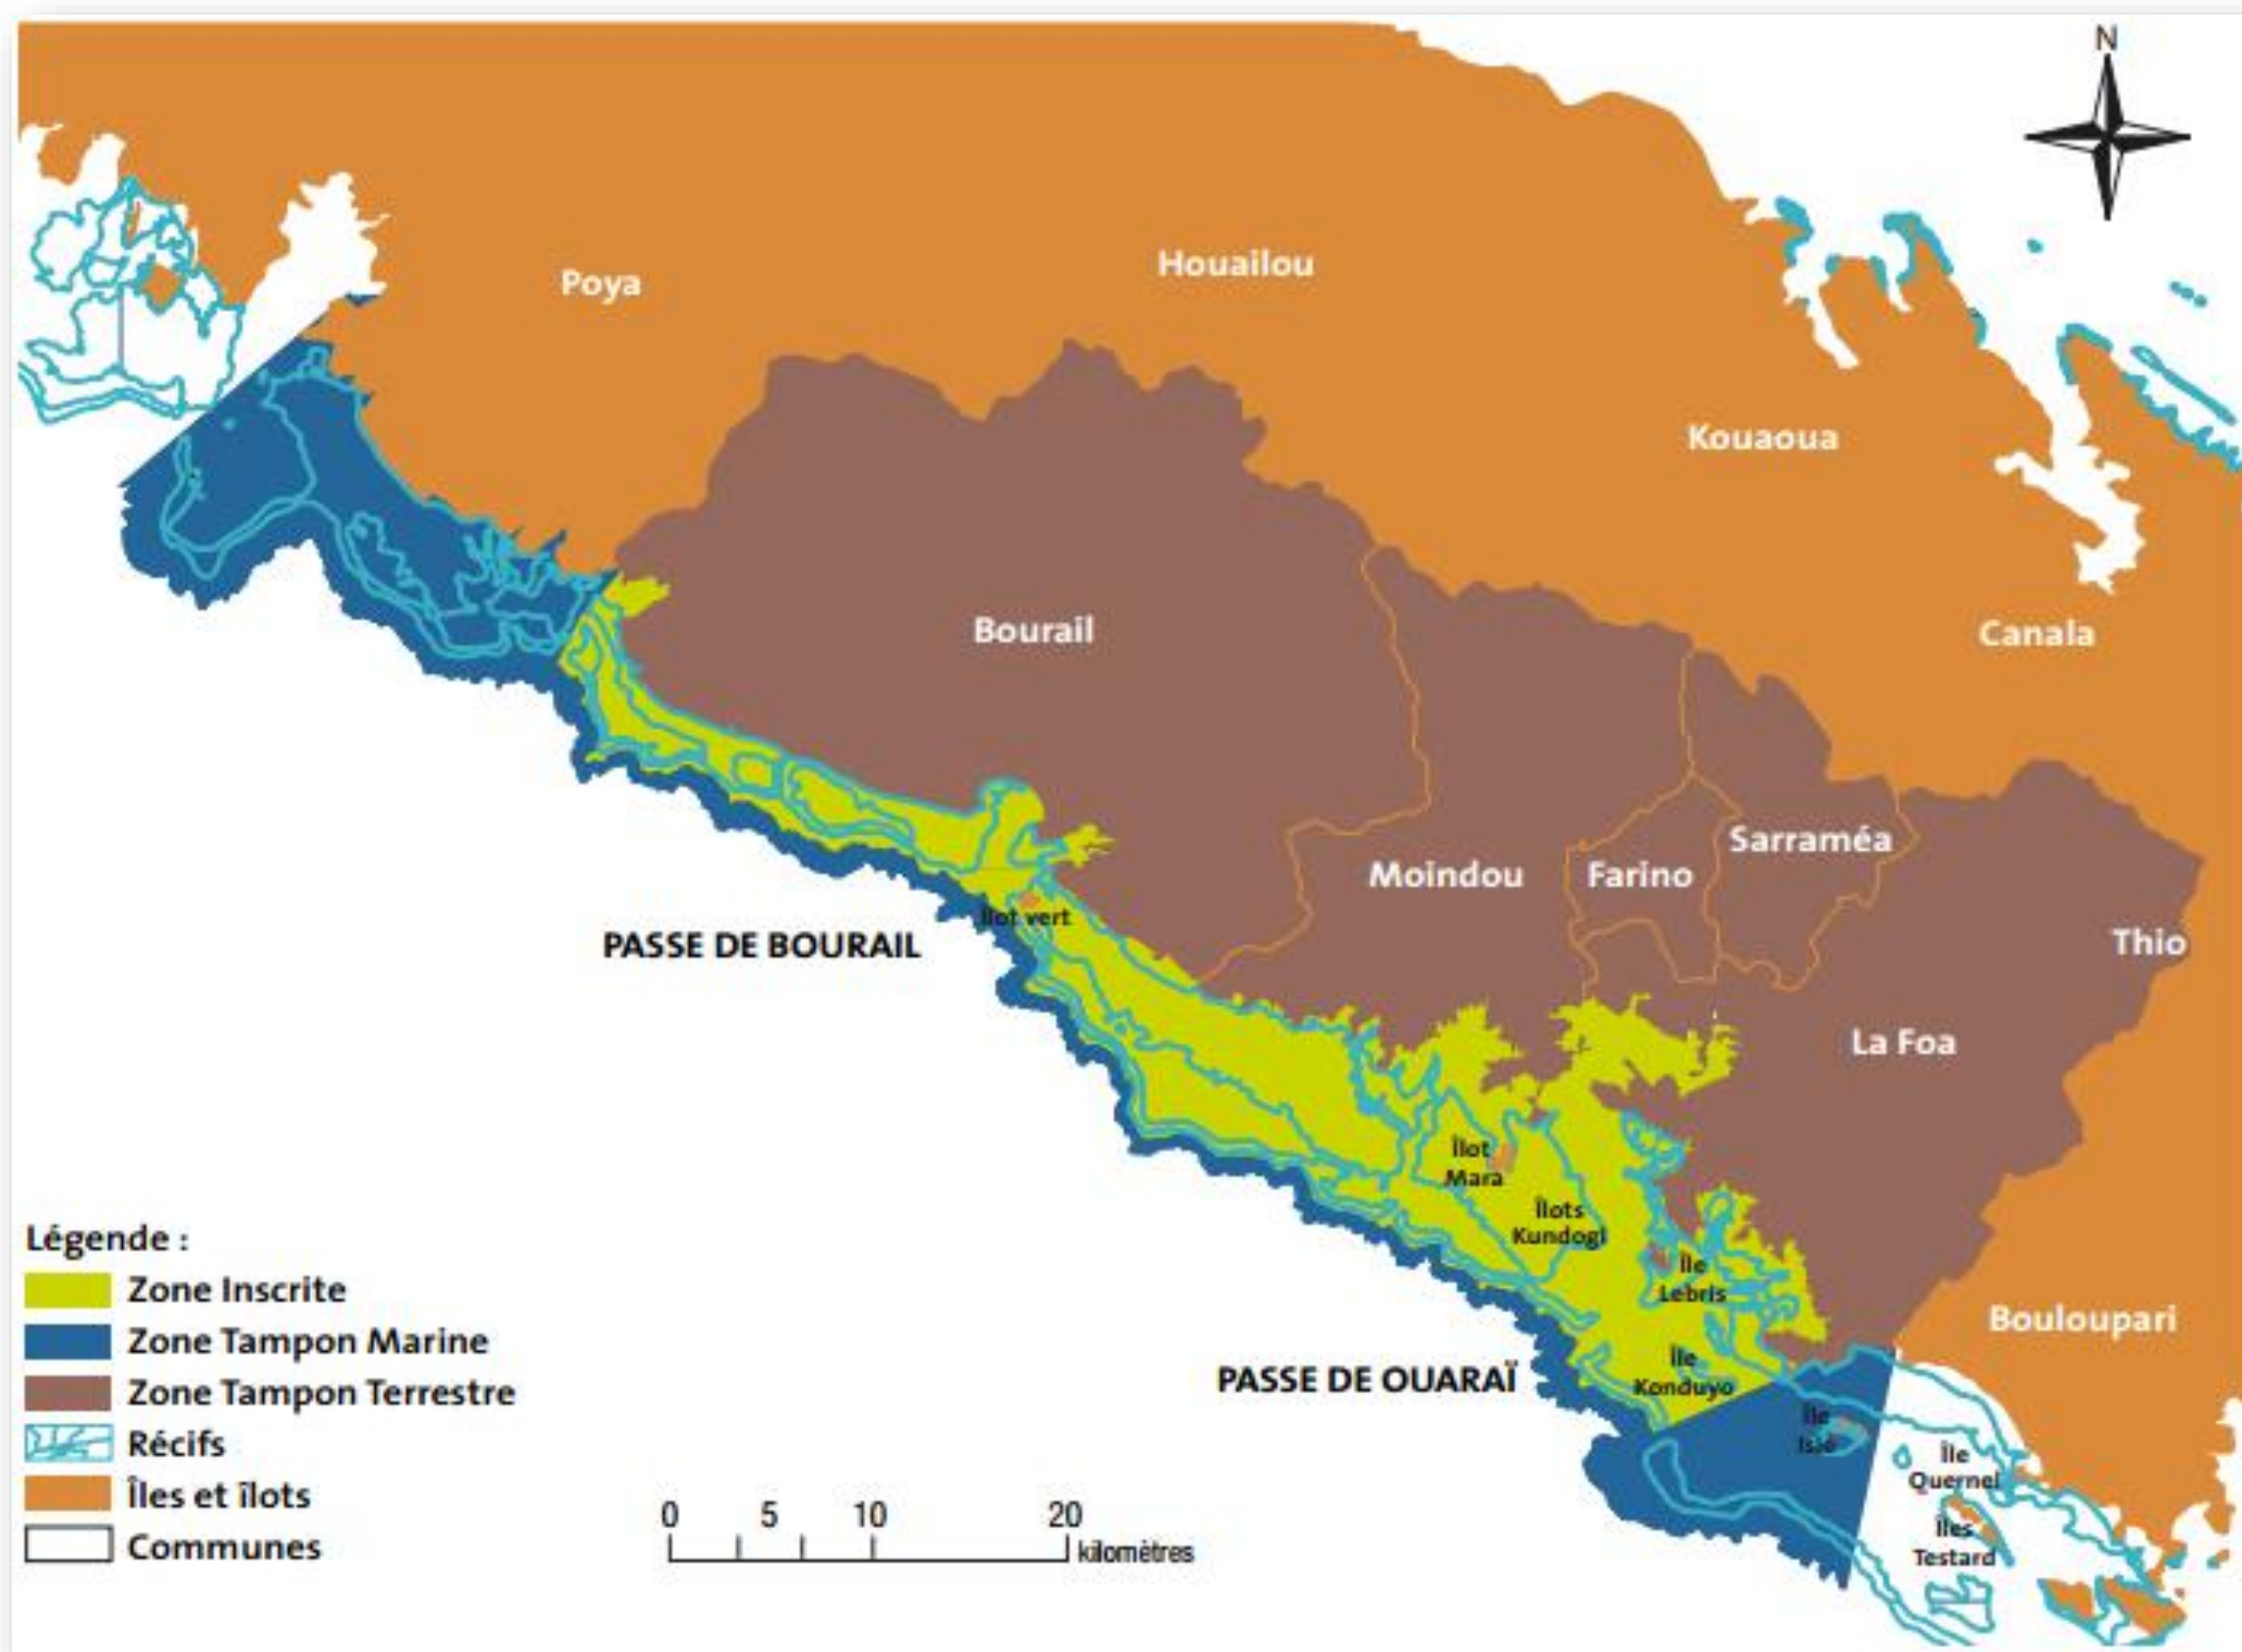 N
Houailou
Poya
Kouaoua
Bourail
Canala
Sarraméa
Moindou
Farino
Îlot vert
PASSE DE BOURAIL
Thio
La Foa
Îlot
Mara
Îlots
Kundogi
Île
Lebris
Bouloupari
PASSE DE OUARAÏ
Île
Konduyo
Île
Isié
Île
Quernel
Îles
Testard
Légende :
Zone Inscrite
Zone Tampon Marine
Zone Tampon Terrestre
Récifs
Îles et îlots
Communes
0 5 10 20
kilomètres